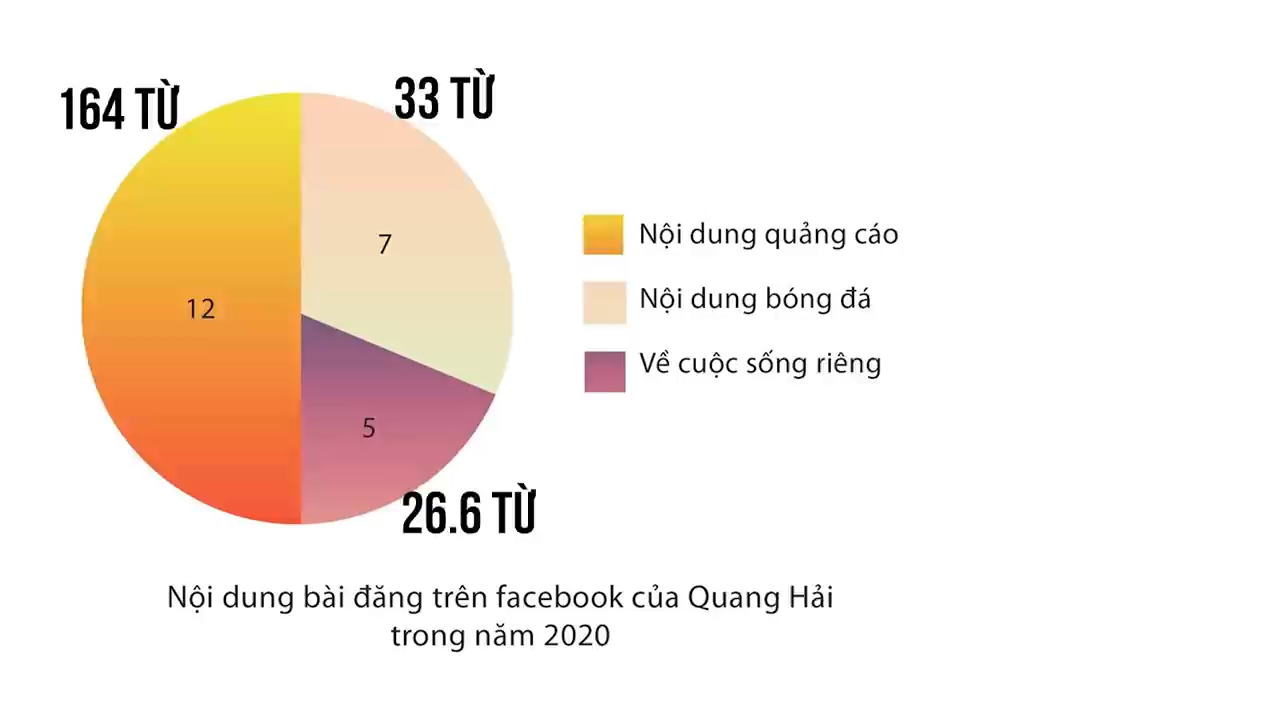 164 TỪ
33 TỪ
7
12
5
26.6 TỪ
Nội dung quảng cáo
Nội dung bóng đá
Về cuộc sống riêng
Nội dung bài đăng trên facebook của Quang Hải
trong năm 2020